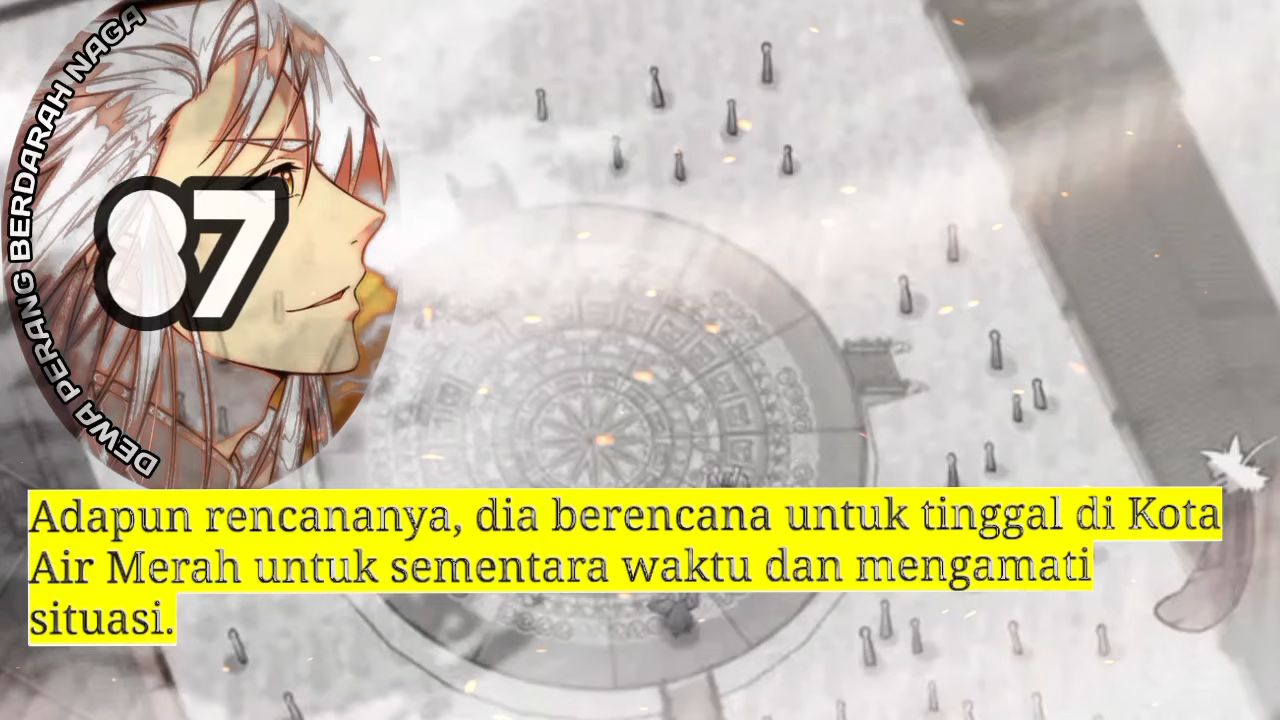 DEWA PERANG BERDARAH NAGA
87
Adapun rencananya, dia berencana untuk tinggal di Kota
Air Merah untuk sementara waktu dan mengamati
situasi.